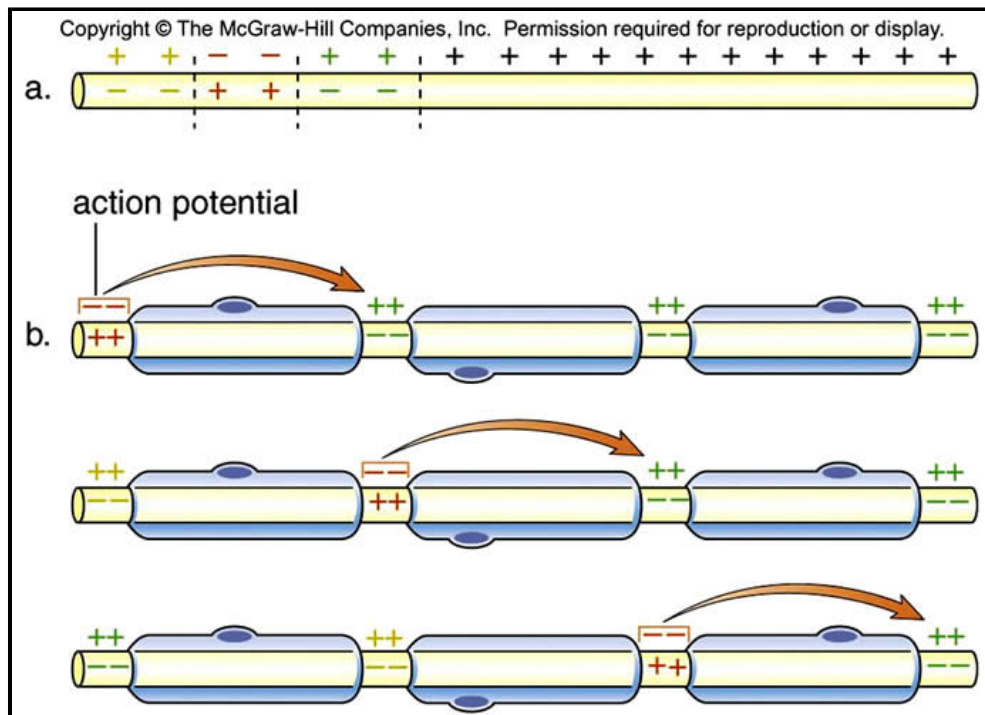 Copyright © The McGraw-Hill Companies, Inc. Permission required for reproduction or display.
+ + − − + + + + + + + + + + + + + +
a. − − + + − −
action potential
−− ++ ++ ++
b. ++ −− −− −−
++ −− ++ ++
−− ++ −− −−
++ ++ −− ++
−− −− ++ −−